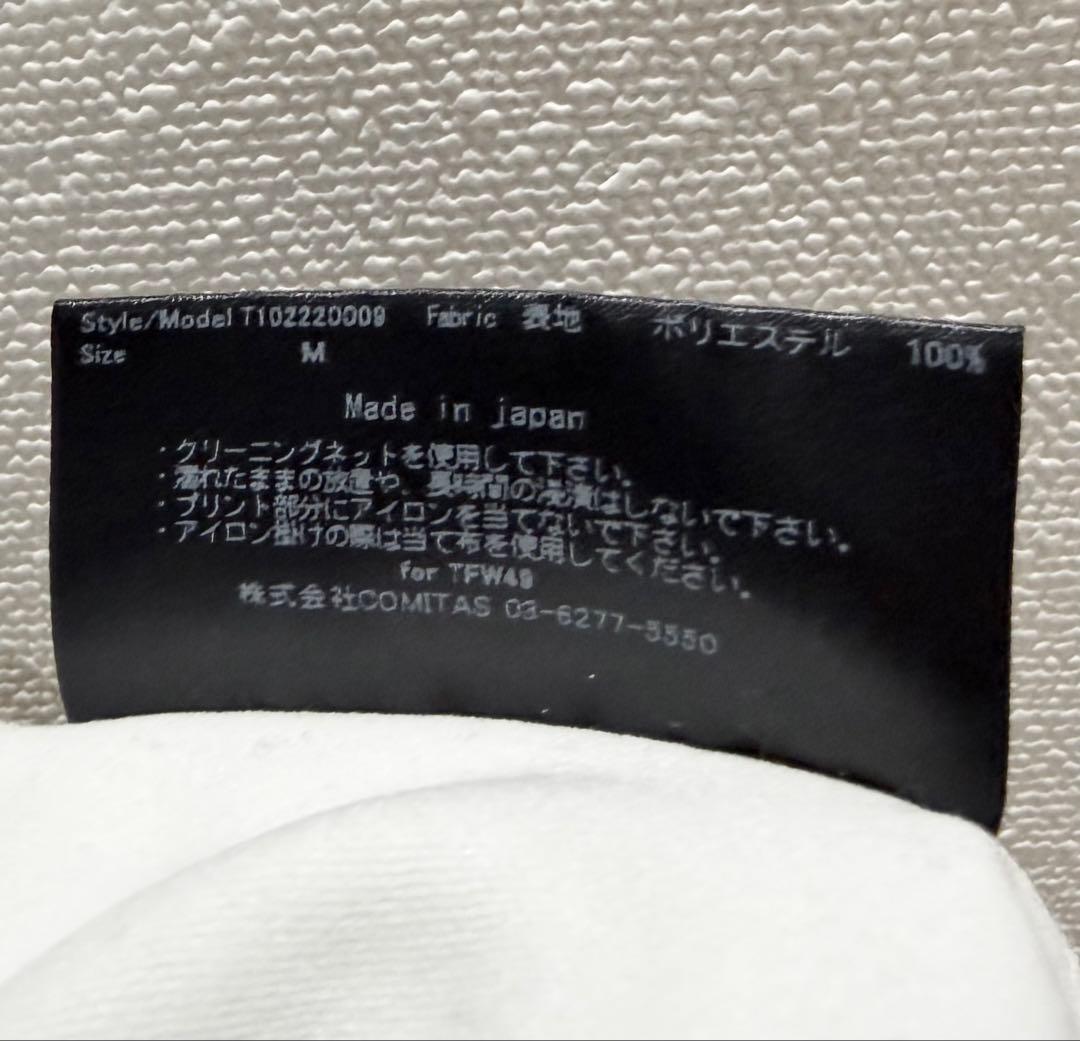 Style/Model T102220009 Fabric 表地 ポリエステル 100%
Size M
Made in japan
・クリーニングネットを使用して下さい。
・濡れたままの放置や、長時間の洗濯はしないで下さい。
・プリント部分にアイロンを当てないで下さい。
・アイロン掛けの際は当て布を使用してください。
for TFW49
株式会社COMITAS 03-6277-5550